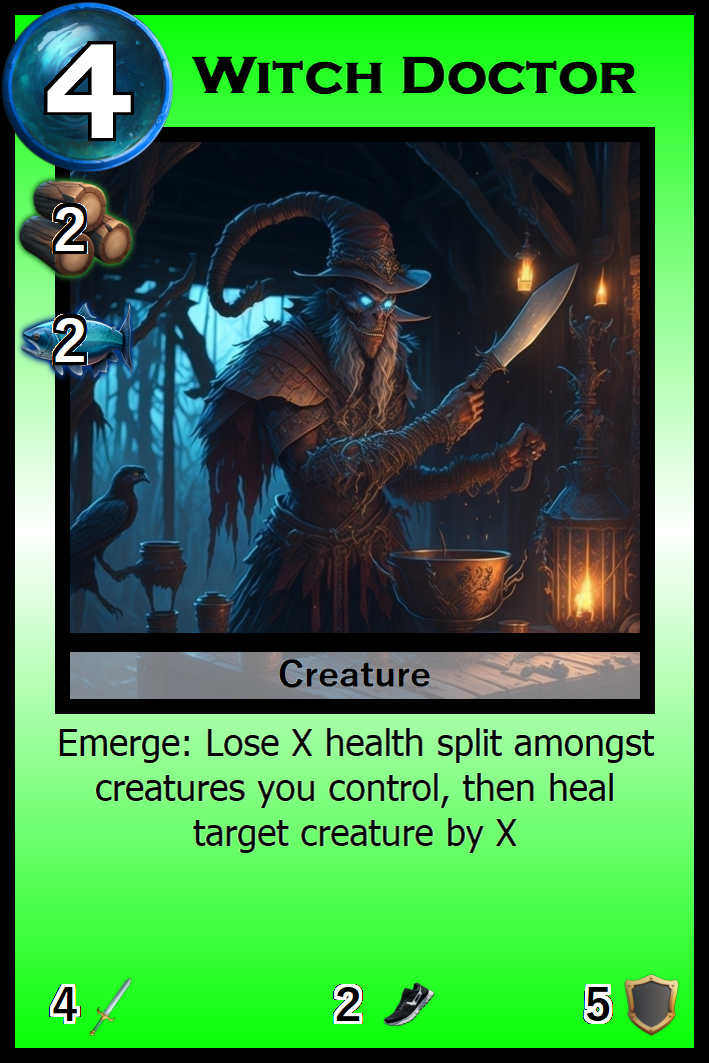 4
Witch Doctor
2
2
Creature
Emerge: Lose X health split amongst
creatures you control, then heal
target creature by X
4
2
5